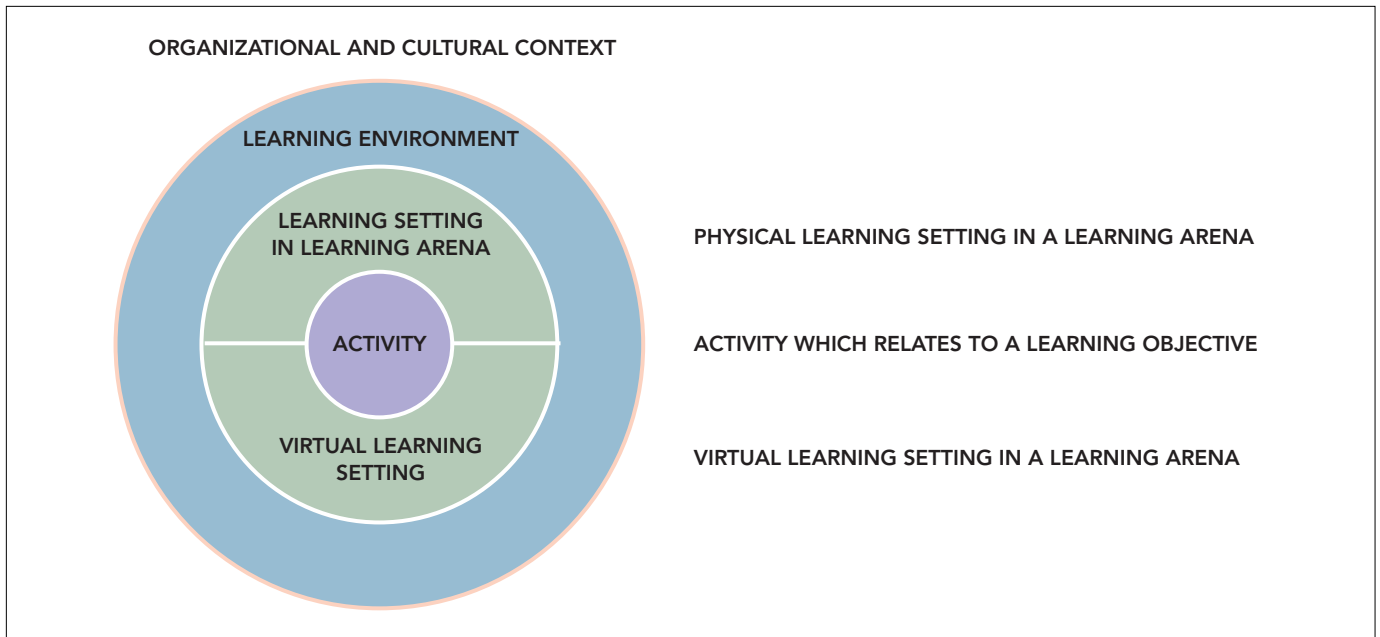 ORGANIZATIONAL AND CULTURAL CONTEXT
LEARNING ENVIRONMENT
LEARNING SETTING
IN LEARNING ARENA
ACTIVITY
VIRTUAL LEARNING
SETTING
PHYSICAL LEARNING SETTING IN A LEARNING ARENA
ACTIVITY WHICH RELATES TO A LEARNING OBJECTIVE
VIRTUAL LEARNING SETTING IN A LEARNING ARENA